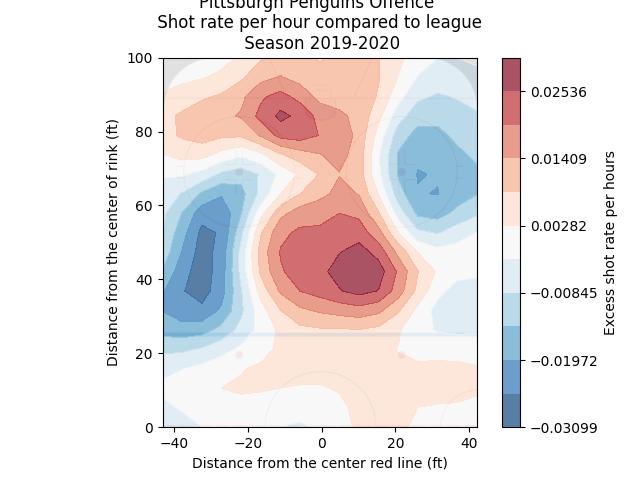 Pittsburgh Penguins Offence
Shot rate per hour compared to league
Season 2019-2020
100
80
60
40
20
0
−40
−20
0
20
40
Distance from the center of rink (ft)
Distance from the center red line (ft)
0.02536
0.01409
0.00282
−0.00845
−0.01972
−0.03099
Excess shot rate per hours